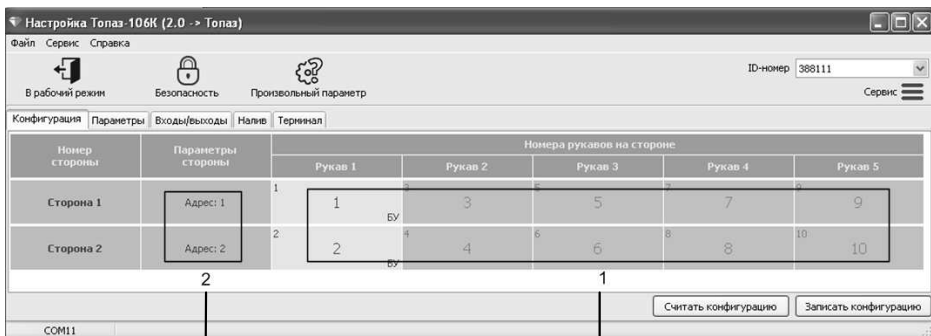 Настройка Топаз-106К (2.0 -> Топаз)
Файл Сервис Справка
В рабочий режим Безопасность Произвольный параметр
ID-номер 388111
Сервис
Конфигурация Параметры Входы/выходы Налив Терминал
Номер стороны Параметры стороны Номера рукавов на стороне
Рукав 1 Рукав 2 Рукав 3 Рукав 4 Рукав 5
1 3 5 7 9
Сторона 1 Адрес: 1 1 3 5 7 9
БУ
2 4 6 8 10
Сторона 2 Адрес: 2 2 4 6 8 10
БУ
2 1
Считать конфигурацию Записать конфигурацию
COM11